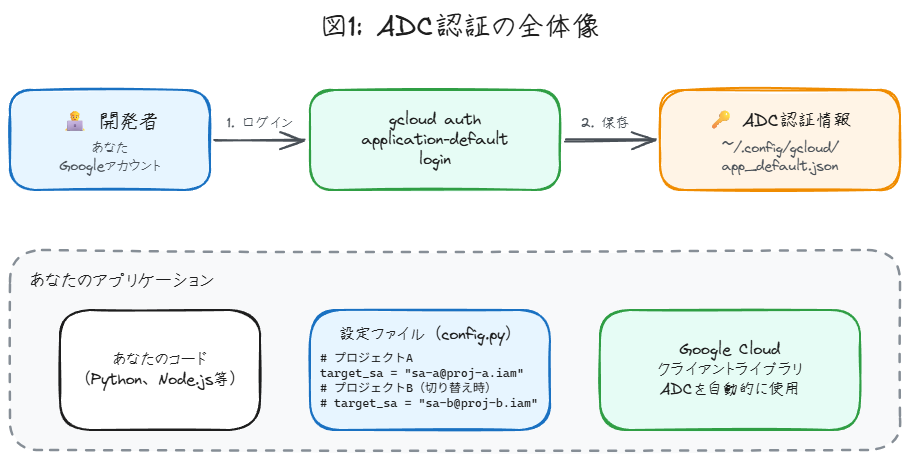 図1: ADC認証の全体像
開発者
あなた
Googleアカウント
1. ログイン
gcloud auth
application-default
login
2. 保存
ADC認証情報
~/.config/gcloud/
app_default.json
あなたのアプリケーション
あなたのコード
（Python、Node.js等）
設定ファイル（config.py）
# プロジェクトA
target_sa = "sa-a@proj-a.iam"
# プロジェクトB（切り替え時）
# target_sa = "sa-b@proj-b.iam"
Google Cloud
クライアントライブラリ
ADCを自動的に使用